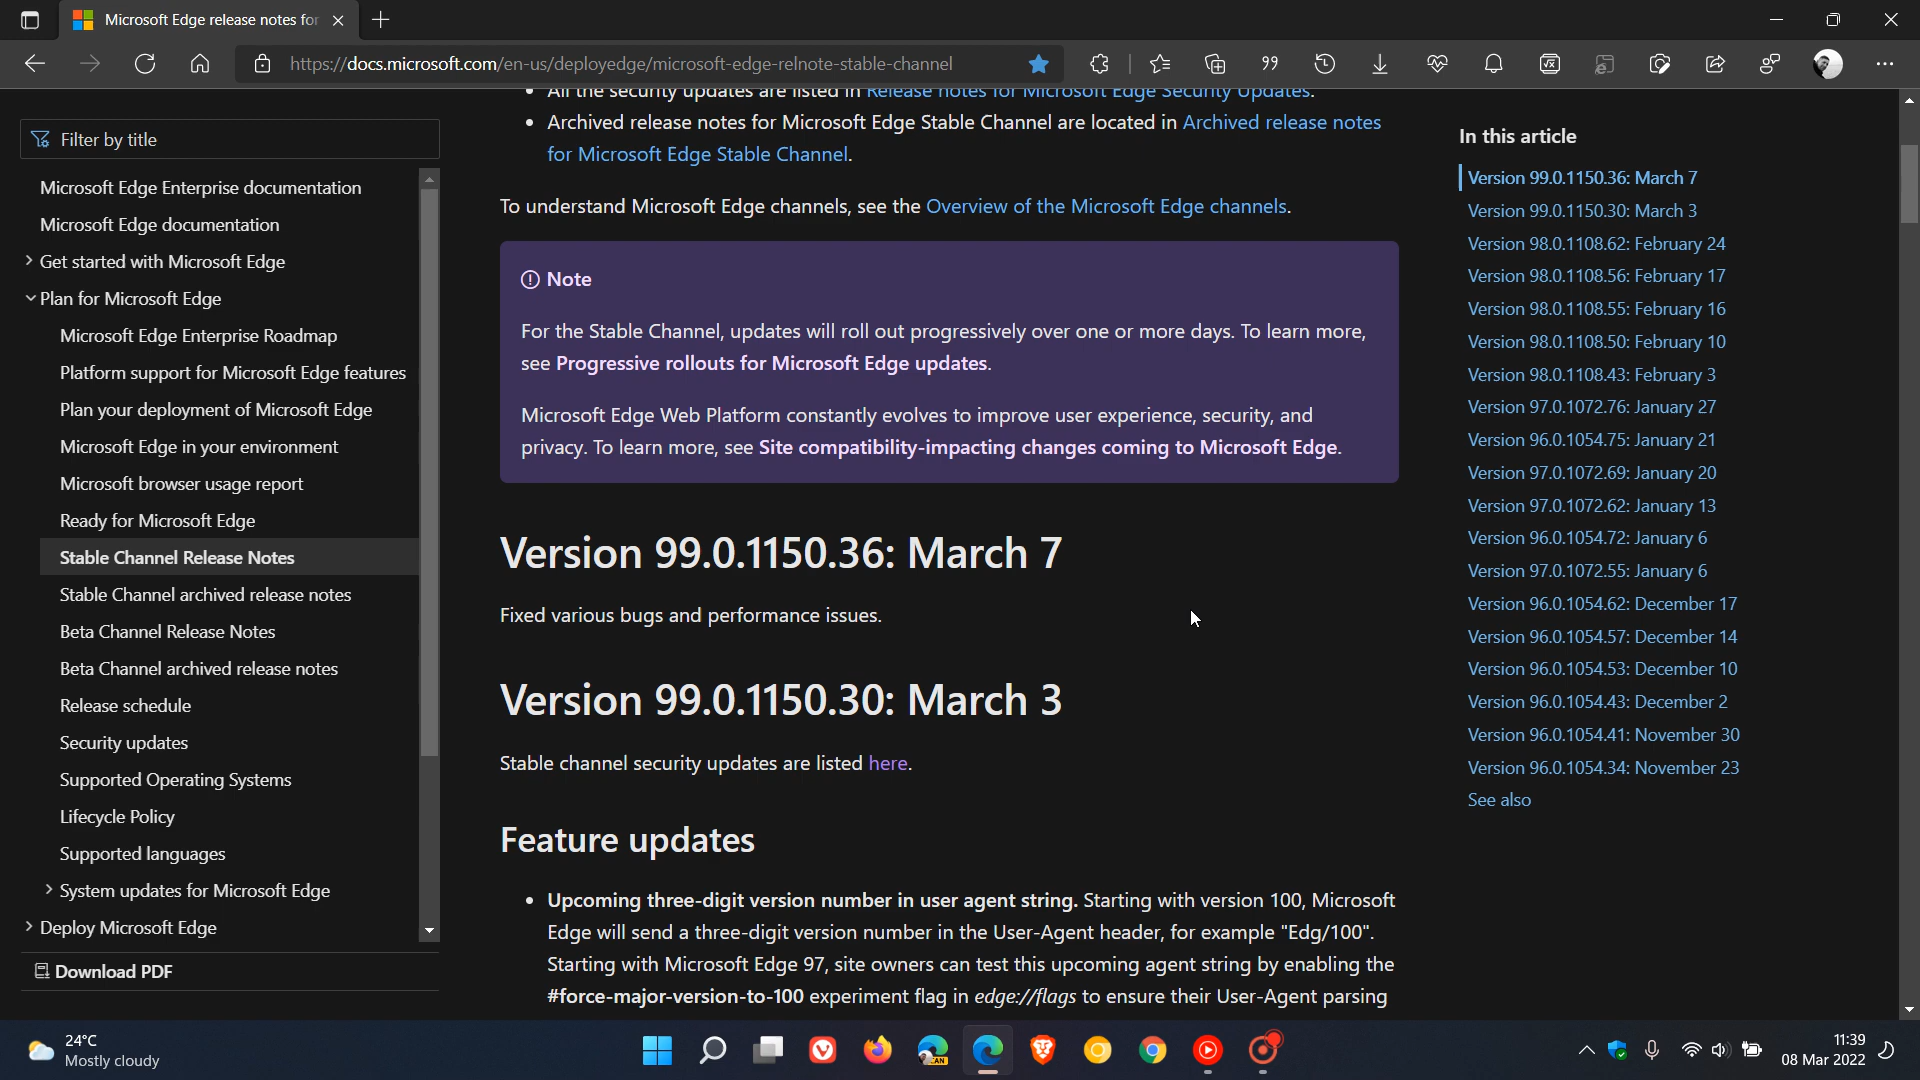 Microsoft Edge release notes for
https://docs.microsoft.com/en-us/deployedge/microsoft-edge-relnote-stable-channel
Filter by title
Microsoft Edge Enterprise documentation
Microsoft Edge documentation
Get started with Microsoft Edge
Plan for Microsoft Edge
Microsoft Edge Enterprise Roadmap
Platform support for Microsoft Edge features
Plan your deployment of Microsoft Edge
Microsoft Edge in your environment
Microsoft browser usage report
Ready for Microsoft Edge
Stable Channel Release Notes
Stable Channel archived release notes
Beta Channel Release Notes
Beta Channel archived release notes
Release schedule
Security updates
Supported Operating Systems
Lifecycle Policy
Supported languages
System updates for Microsoft Edge
Deploy Microsoft Edge
Download PDF
• All the security updates are listed in Release notes for Microsoft Edge Security Updates.
• Archived release notes for Microsoft Edge Stable Channel are located in Archived release notes
for Microsoft Edge Stable Channel.
To understand Microsoft Edge channels, see the Overview of the Microsoft Edge channels.
Note
For the Stable Channel, updates will roll out progressively over one or more days. To learn more,
see Progressive rollouts for Microsoft Edge updates.
Microsoft Edge Web Platform constantly evolves to improve user experience, security, and
privacy. To learn more, see Site compatibility-impacting changes coming to Microsoft Edge.
Version 99.0.1150.36: March 7
Fixed various bugs and performance issues.
Version 99.0.1150.30: March 3
Stable channel security updates are listed here.
Feature updates
• Upcoming three-digit version number in user agent string. Starting with version 100, Microsoft
Edge will send a three-digit version number in the User-Agent header, for example "Edg/100".
Starting with Microsoft Edge 97, site owners can test this upcoming agent string by enabling the
#force-major-version-to-100 experiment flag in edge://flags to ensure their User-Agent parsing
In this article
Version 99.0.1150.36: March 7
Version 99.0.1150.30: March 3
Version 98.0.1108.62: February 24
Version 98.0.1108.56: February 17
Version 98.0.1108.55: February 16
Version 98.0.1108.50: February 10
Version 98.0.1108.43: February 3
Version 97.0.1072.76: January 27
Version 96.0.1054.75: January 21
Version 97.0.1072.69: January 20
Version 97.0.1072.62: January 13
Version 96.0.1054.72: January 6
Version 97.0.1072.55: January 6
Version 96.0.1054.62: December 17
Version 96.0.1054.57: December 14
Version 96.0.1054.53: December 10
Version 96.0.1054.43: December 2
Version 96.0.1054.41: November 30
Version 96.0.1054.34: November 23
See also
24°C
Mostly cloudy
CAN
11:39
08 Mar 2022